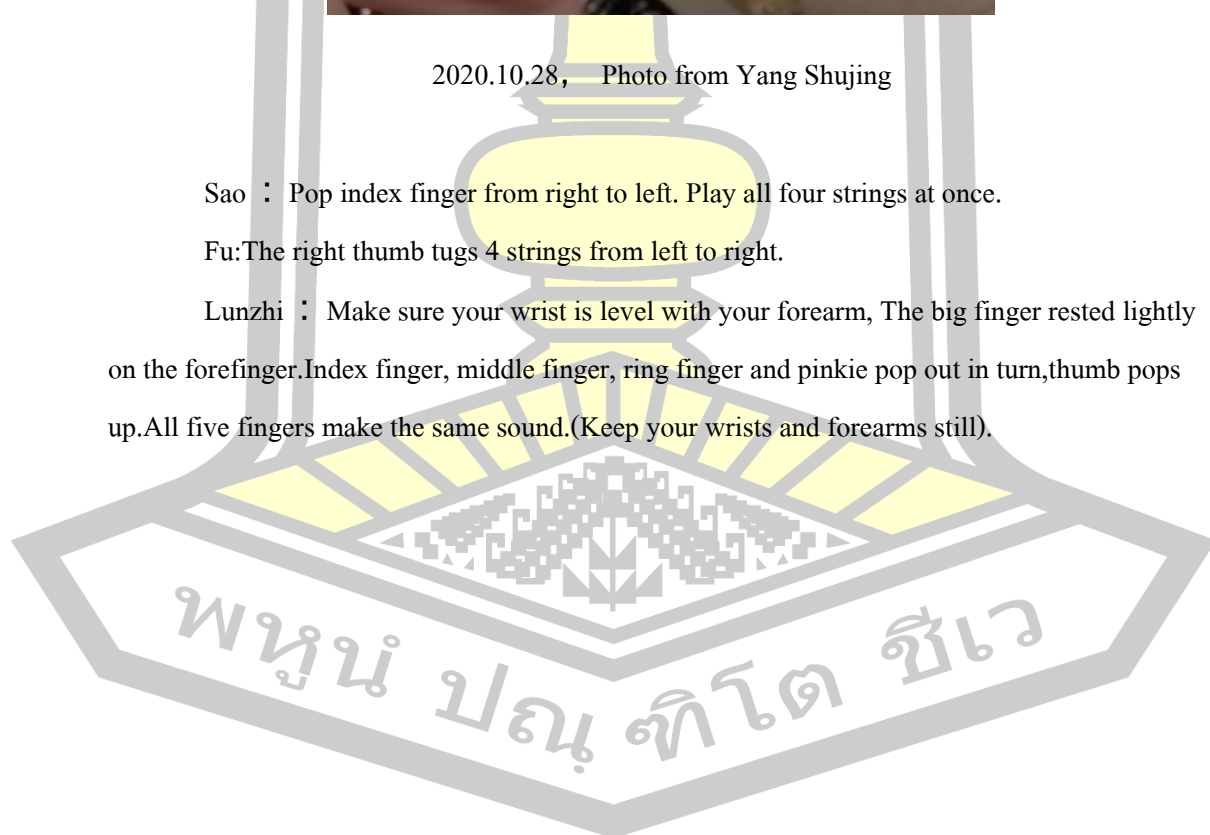 2020.10.28， Photo from Yang Shujing
Sao ： Pop index finger from right to left. Play all four strings at once.
Fu:The right thumb tugs 4 strings from left to right.
Lunzhi ： Make sure your wrist is level with your forearm, The big finger rested lightly
on the forefinger.Index finger, middle finger, ring finger and pinkie pop out in turn,thumb pops
up.All five fingers make the same sound.(Keep your wrists and forearms still).
พหูนํ ปณฺฑิโต ชีเว